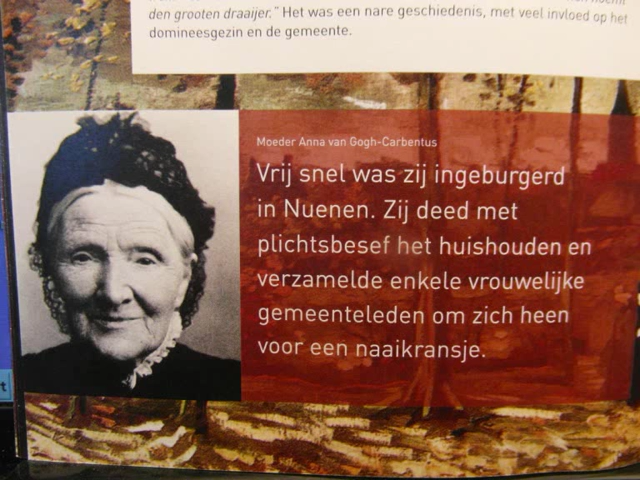 den grooten draaijer." Het was een nare geschiedenis, met veel invloed op het
domineesgezin en de gemeente.
Moeder Anna van Gogh-Carbentus
Vrij snel was zij ingeburgerd
in Nuenen. Zij deed met
plichtsbesef het huishouden en
verzamelde enkele vrouwelijke
gemeenteleden om zich heen
voor een naaikransje.